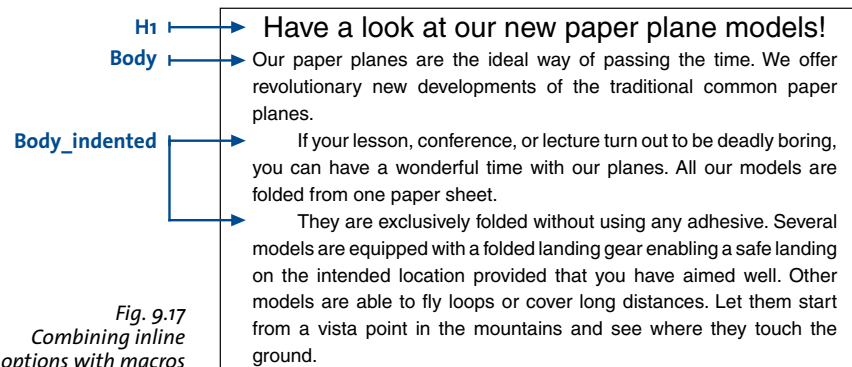 H1
Have a look at our new paper plane models!
Body
Our paper planes are the ideal way of passing the time. We offer
revolutionary new developments of the traditional common paper
planes.
Body_indented
If your lesson, conference, or lecture turn out to be deadly boring,
you can have a wonderful time with our planes. All our models are
folded from one paper sheet.
They are exclusively folded without using any adhesive. Several
models are equipped with a folded landing gear enabling a safe landing
on the intended location provided that you have aimed well. Other
models are able to fly loops or cover long distances. Let them start
from a vista point in the mountains and see where they touch the
ground.
Fig. 9.17
Combining inline
options with macros